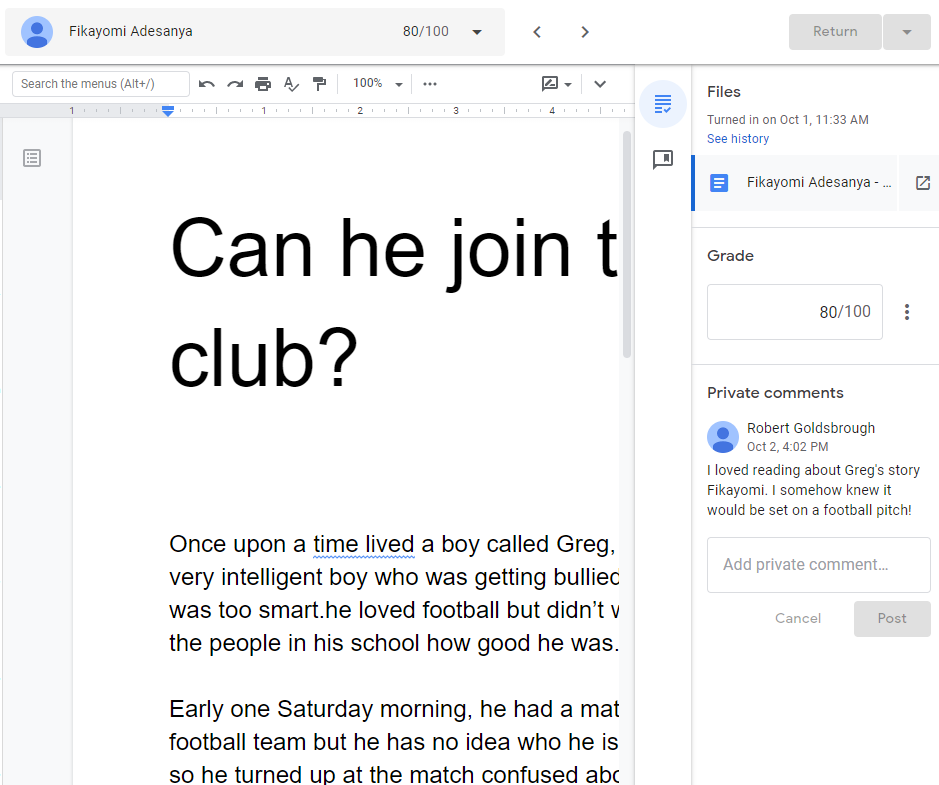 Fikayomi Adesanya 80/100 Return
Search the menus (Alt+/) 100%
1 1 2 3 4
Files
Turned in on Oct 1, 11:33 AM
See history
Fikayomi Adesanya - ...
Grade
80/100
Private comments
Robert Goldsbrough
Oct 2, 4:02 PM
I loved reading about Greg's story
Fikayomi. I somehow knew it
would be set on a football pitch!
Add private comment...
Cancel Post
Can he join t
club?
Once upon a time lived a boy called Greg,
very intelligent boy who was getting bullied
was too smart.he loved football but didn’t w
the people in his school how good he was.
Early one Saturday morning, he had a mat
football team but he has no idea who he is
so he turned up at the match confused abo